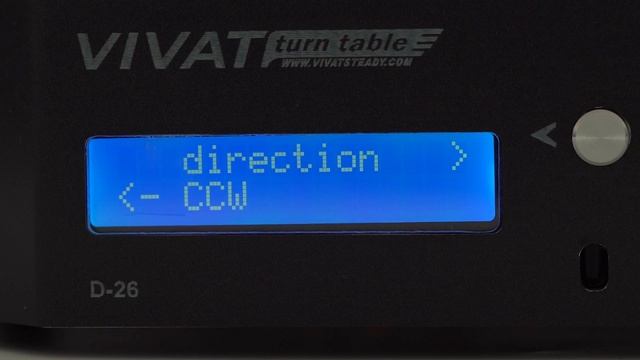 VIVAT turn table
WWW.VIVATSTEADY.COM
direction >
<- CCW
D-26